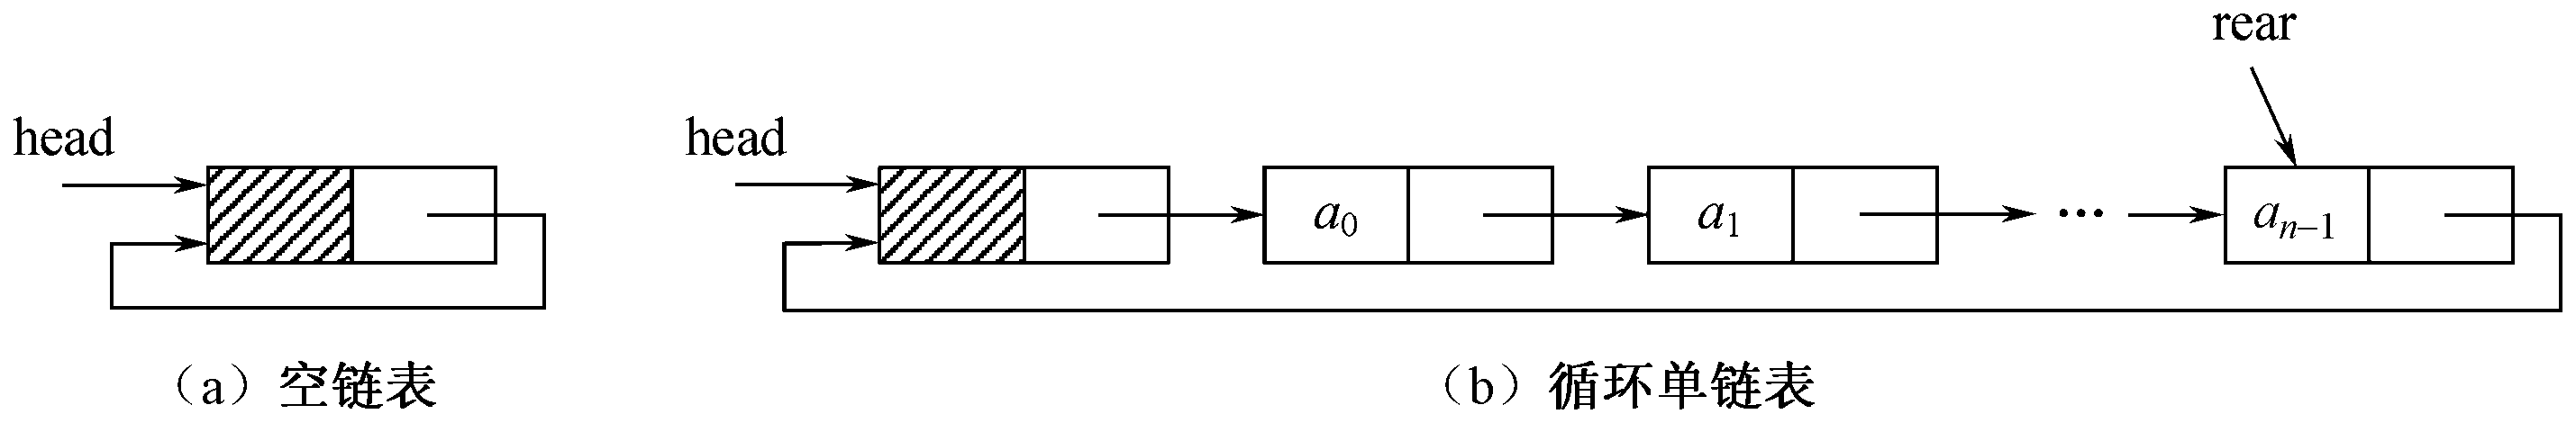 rear
head
head
a₀
a₁
...
aₙ₋₁
（a）空链表
（b）循环单链表